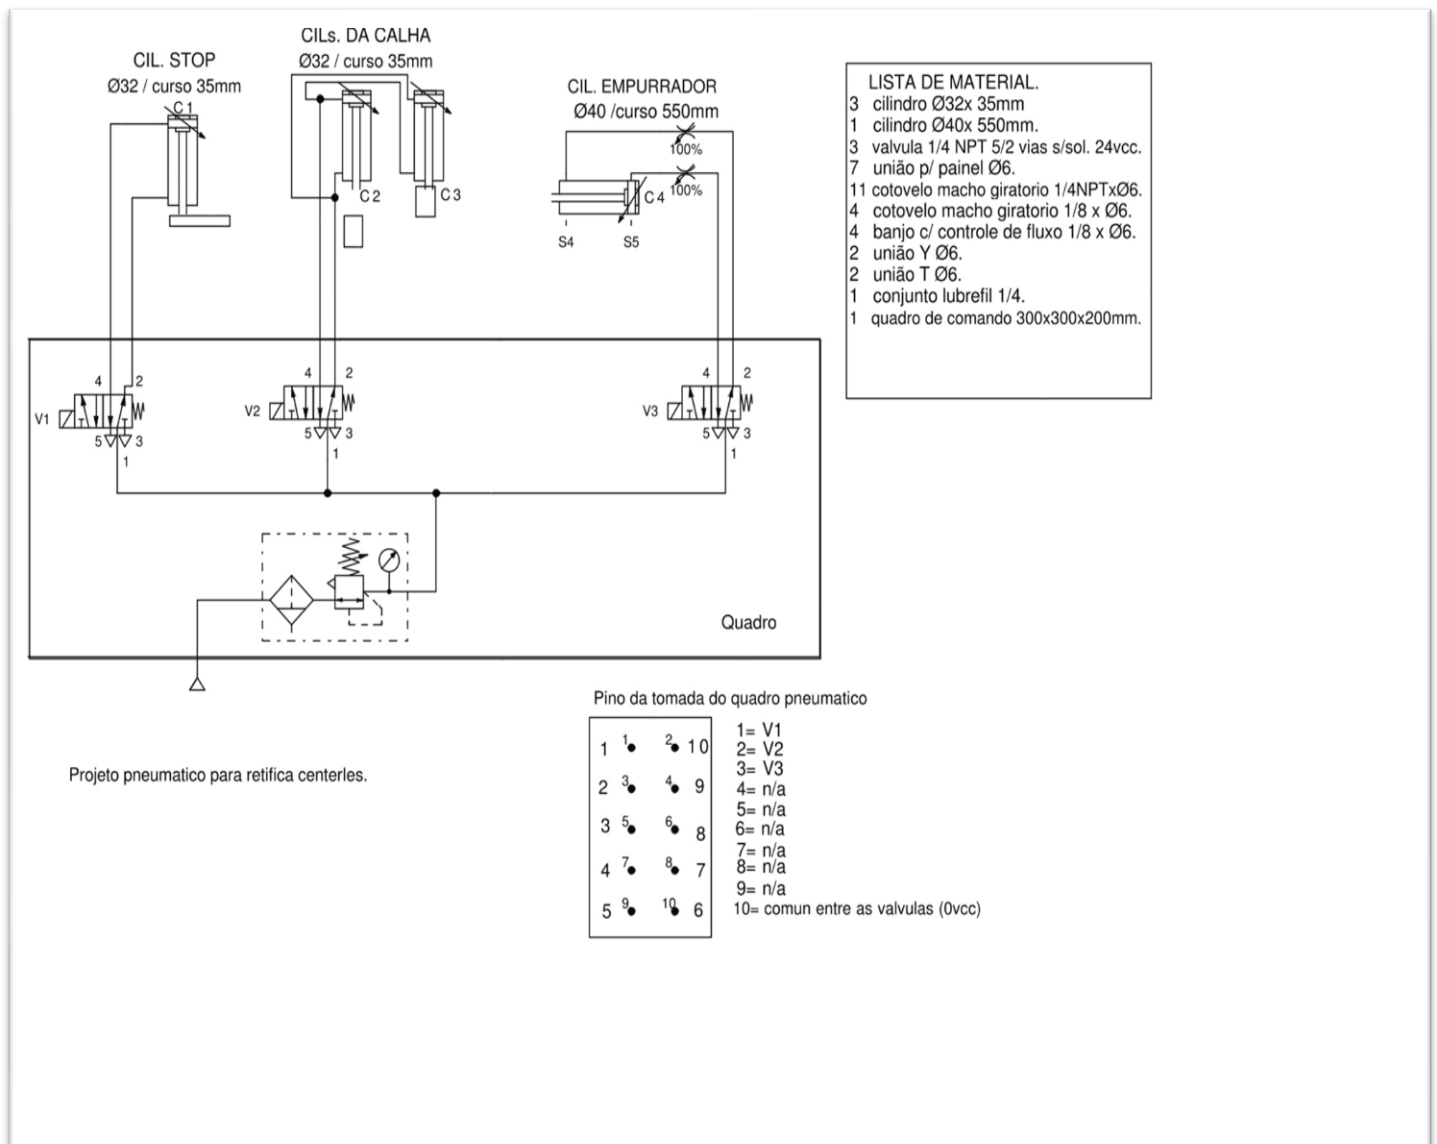 CILs. DA CALHA
Ø32 / curso 35mm
CIL. STOP
Ø32 / curso 35mm
C1
C2
C3
CIL. EMPURRADOR
Ø40 /curso 550mm
100%
100%
C4
S4
S5
LISTA DE MATERIAL.
3 cilindro Ø32x 35mm
1 cilindro Ø40x 550mm.
3 valvula 1/4 NPT 5/2 vias s/sol. 24vcc.
7 união p/ painel Ø6.
11 cotovelo macho giratorio 1/4NPTxØ6.
4 cotovelo macho giratorio 1/8 x Ø6.
4 banjo c/ controle de fluxo 1/8 x Ø6.
2 união Y Ø6.
2 união T Ø6.
1 conjunto lubrefil 1/4.
1 quadro de comando 300x300x200mm.
4 2
V1
5 3
1
4 2
V2
5 3
1
4 2
V3
5 3
1
Quadro
Pino da tomada do quadro pneumatico
1 1 2 10
2 3 4 9
3 5 6 8
4 7 8 7
5 9 10 6
1= V1
2= V2
3= V3
4= n/a
5= n/a
6= n/a
7= n/a
8= n/a
9= n/a
10= comun entre as valvulas (0vcc)
Projeto pneumatico para retifica centerles.